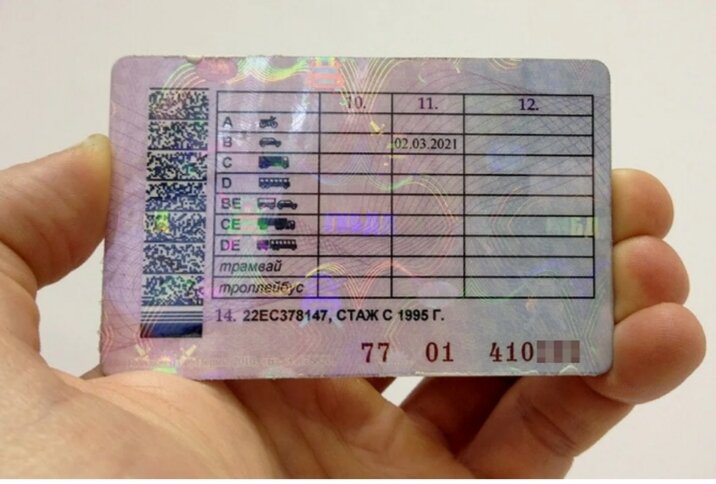 10. 11. 12.
A
B 02.03.2021
C
D
BE
CE
DE
трамвай
троллейбус
14. 22ЕС378147, СТАЖ С 1995 Г.
77 01 410